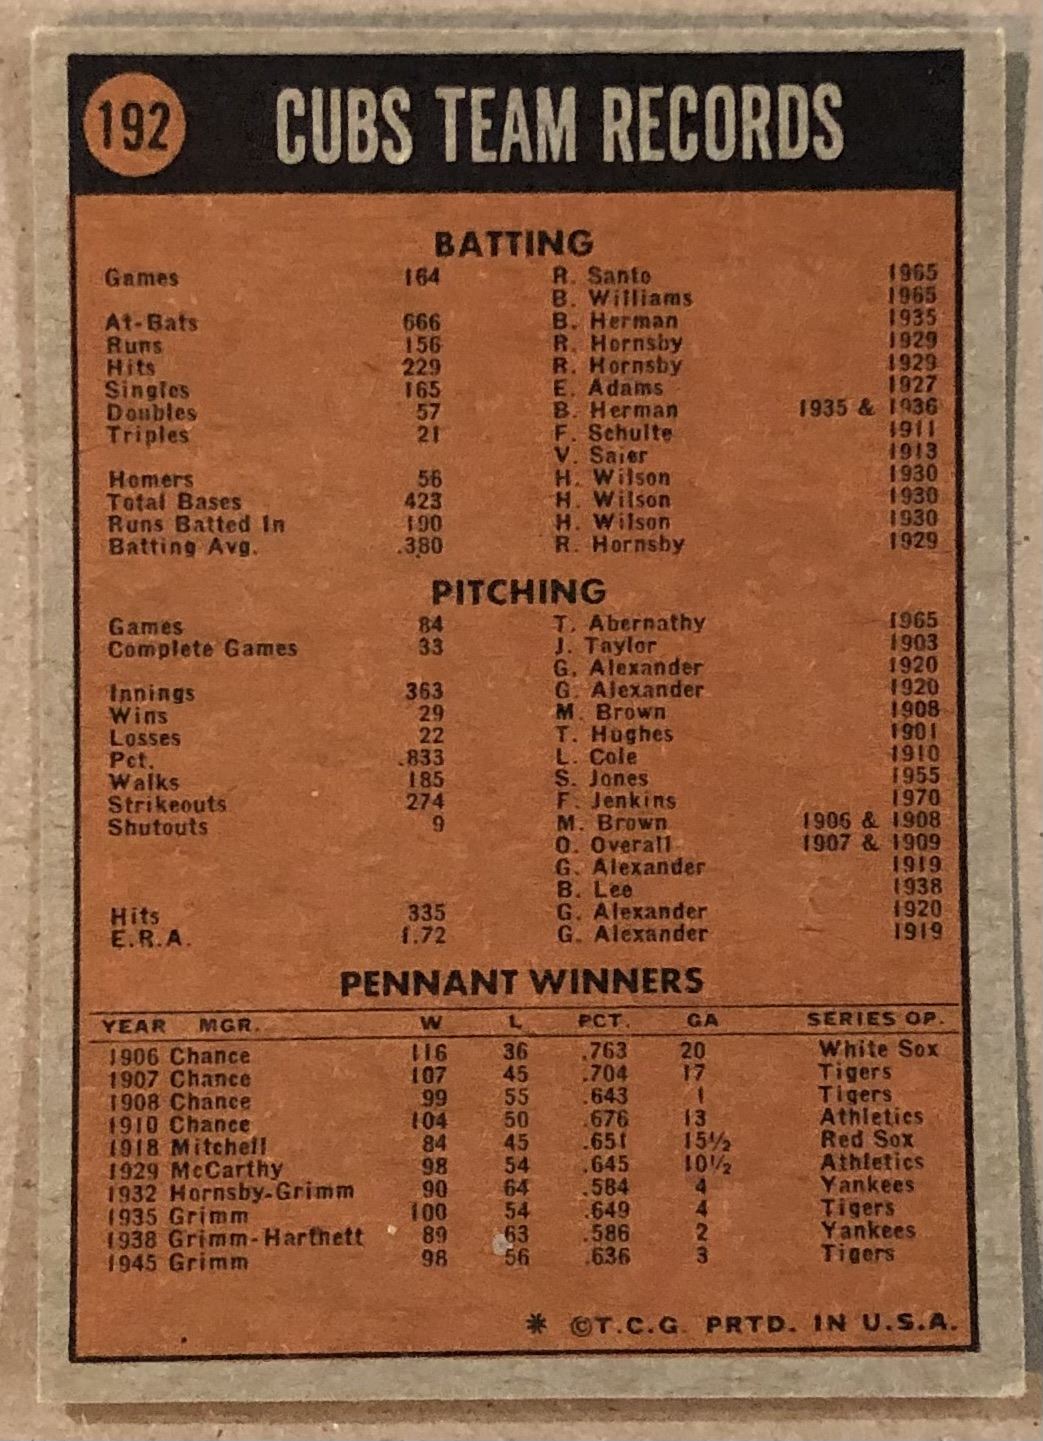 192 CUBS TEAM RECORDS
BATTING
Games 164 R. Santo 1965
B. Williams 1965
At-Bats 666 B. Herman 1935
Runs 156 R. Hornsby 1929
Hits 229 R. Hornsby 1929
Singles 165 E. Adams 1927
Doubles 57 B. Herman 1935 & 1936
Triples 21 F. Schulte 1911
V. Saier 1913
Homers 56 H. Wilson 1930
Total Bases 423 H. Wilson 1930
Runs Batted In 190 H. Wilson 1930
Batting Avg. .380 R. Hornsby 1929
PITCHING
Games 84 T. Abernathy 1965
Complete Games 33 J. Taylor 1903
G. Alexander 1920
Innings 363 G. Alexander 1920
Wins 29 M. Brown 1908
Losses 22 T. Hughes 1901
Pct. .833 L. Cole 1910
Walks 185 S. Jones 1955
Strikeouts 274 F. Jenkins 1970
Shutouts 9 M. Brown 1906 & 1908
O. Overall 1907 & 1909
G. Alexander 1919
B. Lee 1938
Hits 335 G. Alexander 1920
E.R.A. 1.72 G. Alexander 1919
PENNANT WINNERS
YEAR MGR. W L PCT. GA SERIES OP.
1906 Chance 116 36 .763 20 White Sox
1907 Chance 107 45 .704 17 Tigers
1908 Chance 99 55 .643 1 Tigers
1910 Chance 104 50 .676 13 Athletics
1918 Mitchell 84 45 .651 15½ Red Sox
1929 McCarthy 98 54 .645 10½ Athletics
1932 Hornsby-Grimm 90 64 .584 4 Yankees
1935 Grimm 100 54 .649 4 Tigers
1938 Grimm-Hartnett 89 63 .586 2 Yankees
1945 Grimm 98 56 .636 3 Tigers
* ©T.C.G. PRTD. IN U.S.A.